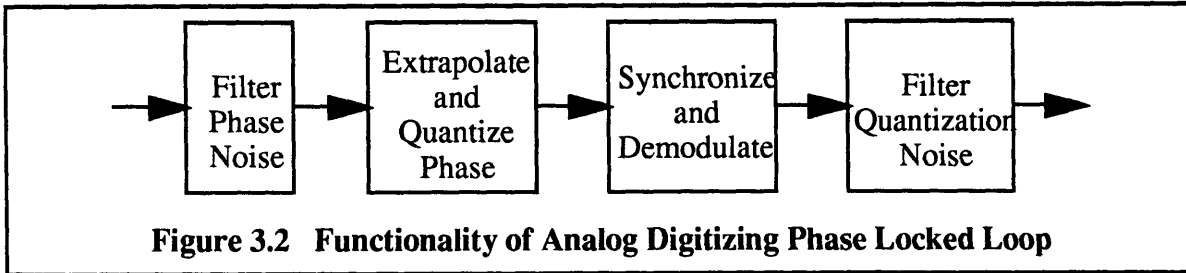 Filter
Phase
Noise
Extrapolate
and
Quantize
Phase
Synchronize
and
Demodulate
Filter
Quantization
Noise
Figure 3.2 Functionality of Analog Digitizing Phase Locked Loop